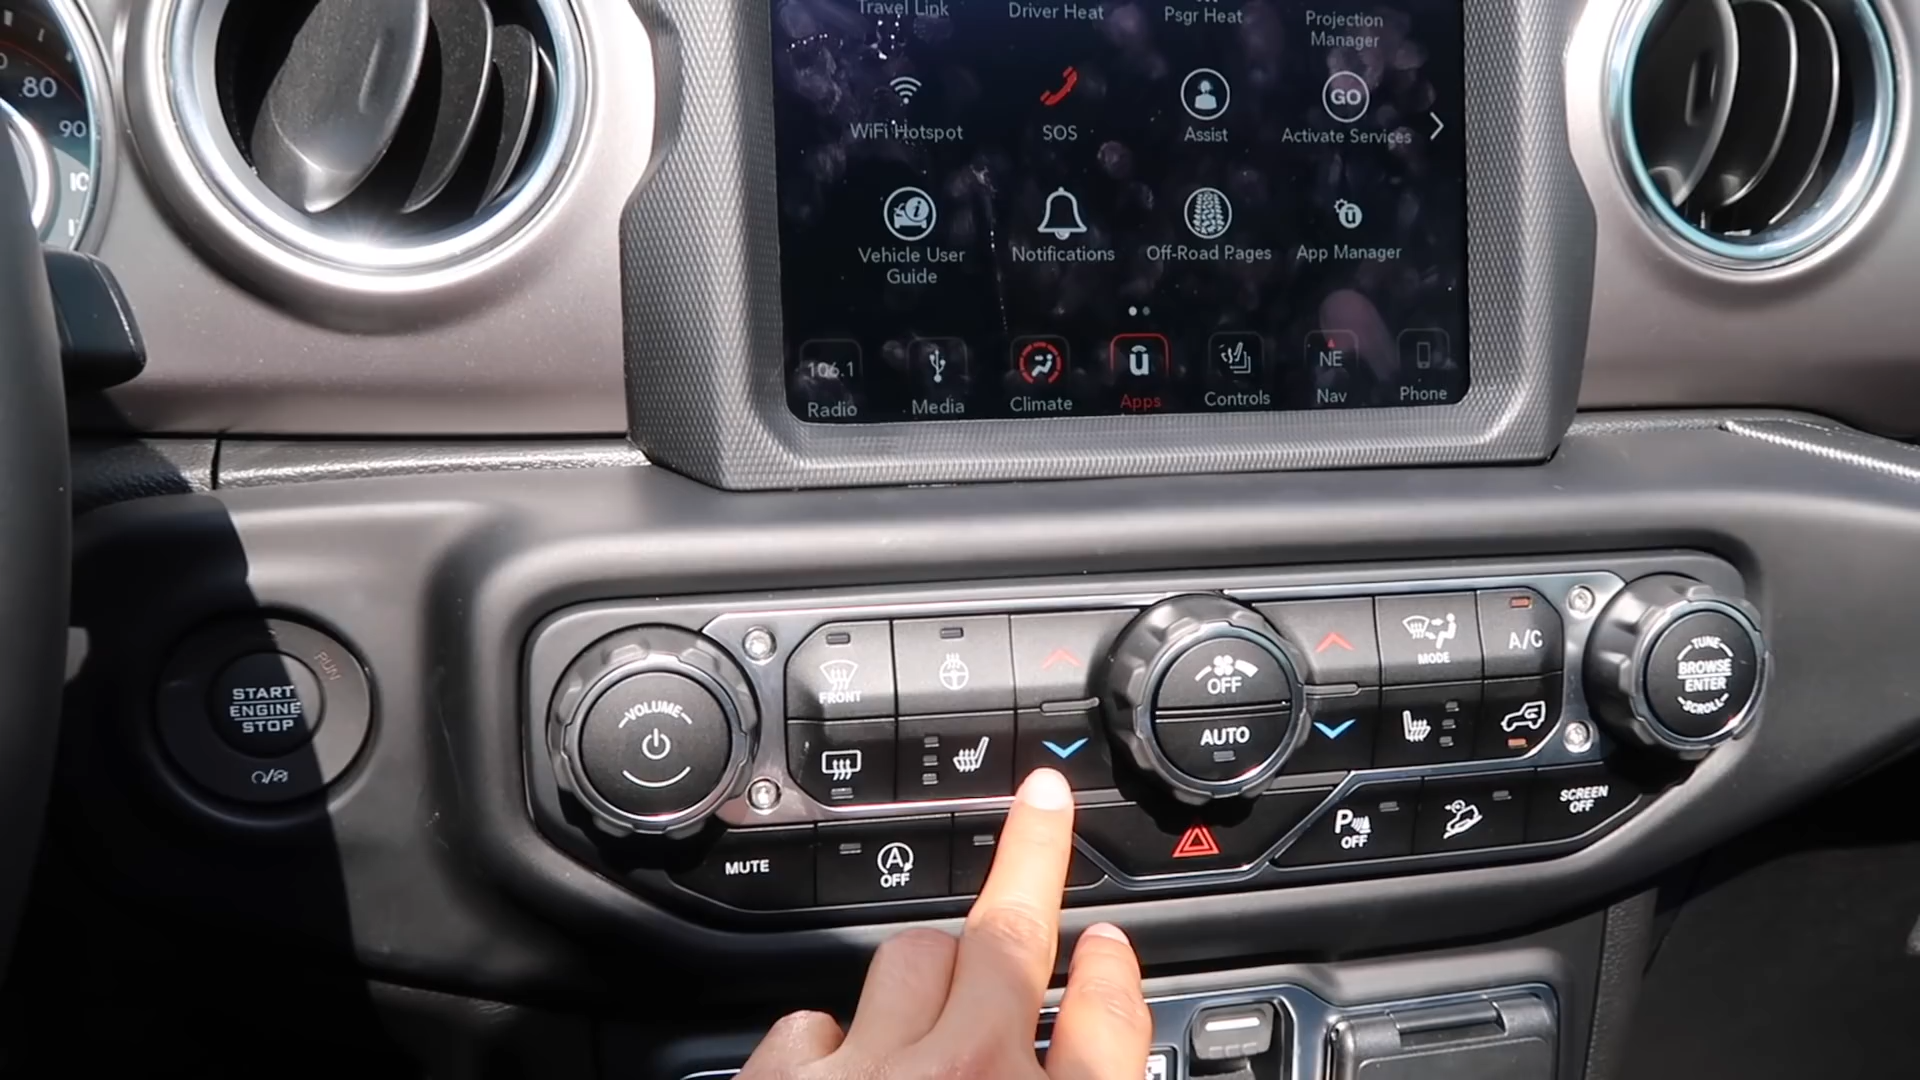 Travel Link
Driver Heat
Psgr Heat
Projection
Manager
80
90
WiFi Hotspot
SOS
Assist
GO
Activate Services
Vehicle User
Guide
Notifications
Off-Road Pages
ü
App Manager
106.1
Radio
Media
Climate
ü
Apps
Controls
NE
Nav
Phone
START
ENGINE
STOP
RUN
VOLUME
FRONT
OFF
AUTO
MODE
A/C
TUNE
BROWSE
ENTER
SCROLL
MUTE
A
OFF
P
OFF
SCREEN
OFF